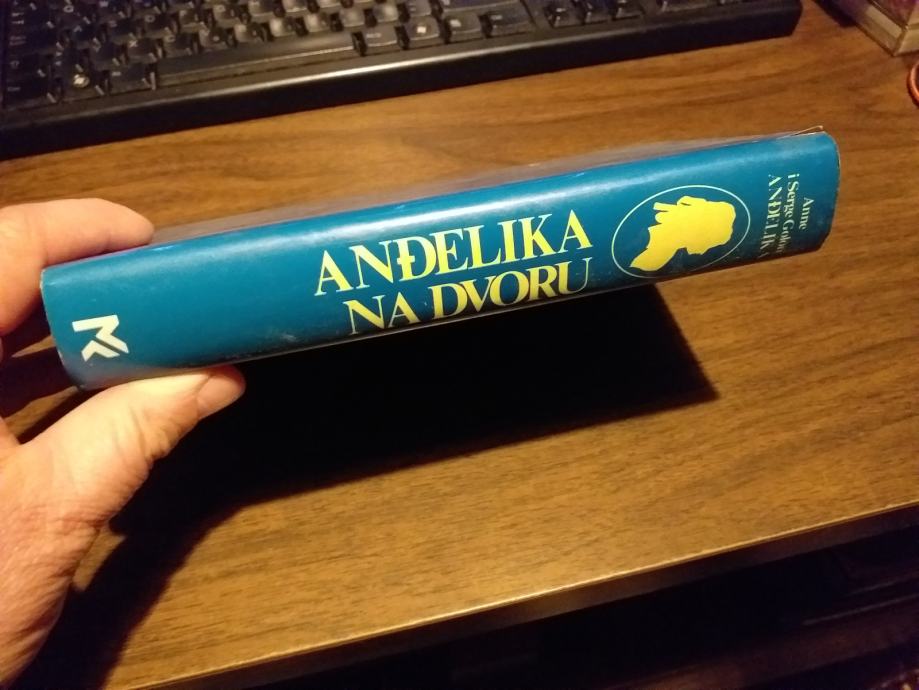 Anne
i Serge Golon
ANĐELIKA
ANĐELIKA
NA DVORU